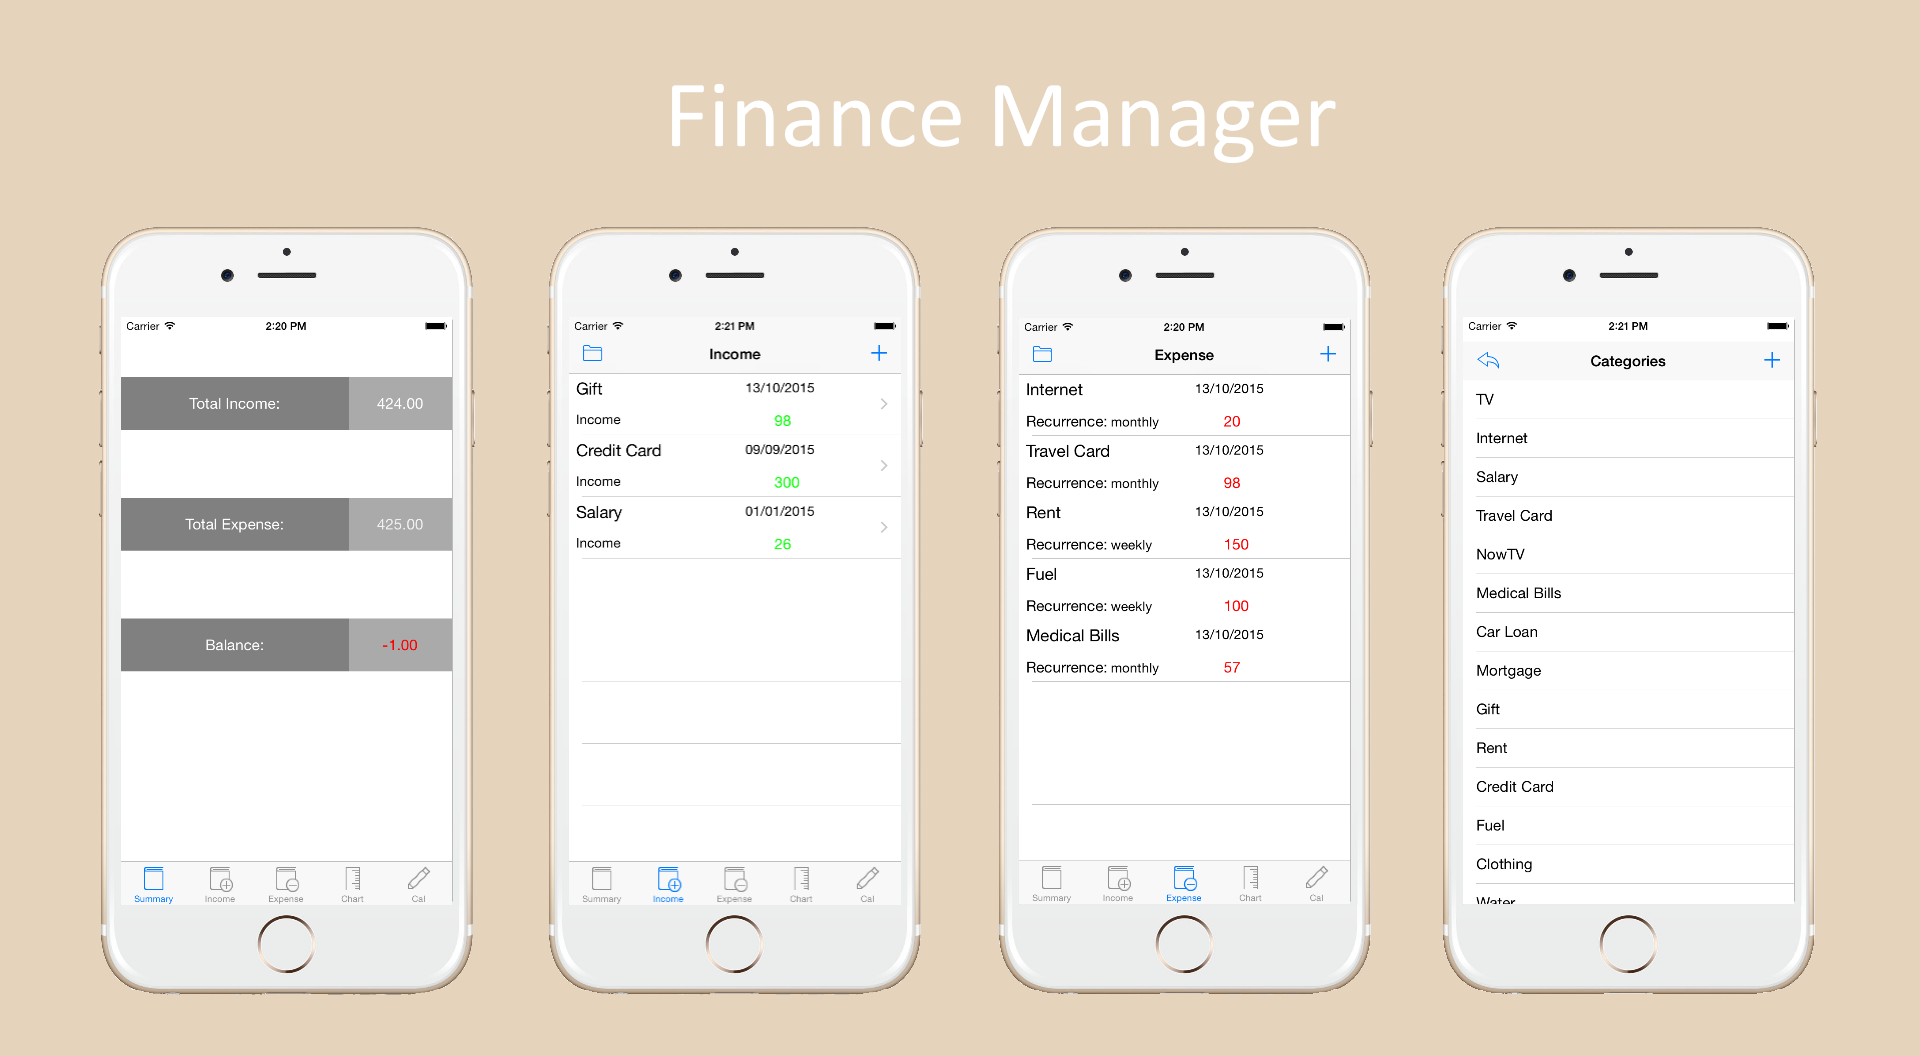 Finance Manager
Carrier 2:20 PM
Total Income: 424.00
Total Expense: 425.00
Balance: -1.00
Summary Income Expense Chart Cal
Carrier 2:21 PM
Income +
Gift 13/10/2015
Income 98
Credit Card 09/09/2015
Income 300
Salary 01/01/2015
Income 26
Summary Income Expense Chart Cal
Carrier 2:20 PM
Expense +
Internet 13/10/2015
Recurrence: monthly 20
Travel Card 13/10/2015
Recurrence: monthly 98
Rent 13/10/2015
Recurrence: weekly 150
Fuel 13/10/2015
Recurrence: weekly 100
Medical Bills 13/10/2015
Recurrence: monthly 57
Summary Income Expense Chart Cal
Carrier 2:21 PM
Categories +
TV
Internet
Salary
Travel Card
NowTV
Medical Bills
Car Loan
Mortgage
Gift
Rent
Credit Card
Fuel
Clothing
Water